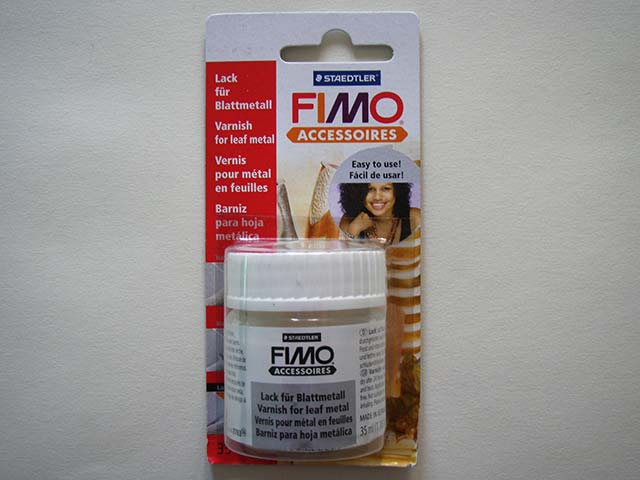 STAEDTLER
FIMO
ACCESSOIRES
Lack
für
Blattmetall
Varnish
for leaf metal
Vernis
pour métal
en feuilles
Barniz
para hoja
metálica
Easy to use!
Fácil de usar!
STAEDTLER
FIMO
ACCESSOIRES
Lack für Blattmetall
Varnish for leaf metal
Vernis pour métal en feuilles
Barniz para hoja metálica
35 ml